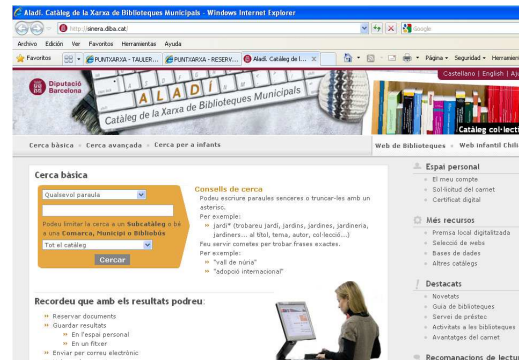 Aladí. Catàleg de la Xarxa de Biblioteques Municipals - Windows Internet Explorer
http://sinera.diba.cat
Google
Archivo Edición Ver Favoritos Herramientas Ayuda
Favoritos
PUNTXARXA - TAULER...
PUNTXARXA - RESERV...
Aladí. Catàleg de l...
Página
Seguridad
Castellano | English |
Diputació
Barcelona
ALADÍ
Catàleg de la Xarxa de Biblioteques Municipals
Catàleg col·lecti
Cerca bàsica
Cerca avançada
Cerca per a infants
Web de Biblioteques
Web infantil
Cerca bàsica
Qualsevol paraula
Podeu limitar la cerca a un Subcatàleg o bé
a una Comarca, Municipi o Bibliobús
Tot el catàleg
Cercar
Consells de cerca
Podeu escriure paraules senceres o truncar-les amb un
asterisc.
Per exemple:
jardí* (trobareu jardí, jardins, jardines, jardineria,
jardiners... al títol, tema, autor, col·lecció...)
Feu servir cometes per trobar frases exactes.
Per exemple:
"vall de núria"
"adopció internacional"
Recordeu que amb els resultats podreu:
Reservar documents
Guardar resultats
En l'espai personal
En un fitxer
Enviar per correu electrònic
Espai personal
El meu compte
Sol·licitud del carnet
Certificat digital
Més recursos
Premsa local digitalitzada
Selecció de webs
Bases de dades
Altres catàlegs
Destacats
Novetats
Guia de biblioteques
Servei de préstec
Activitats a les biblioteques
Avantatges del carnet
Recomanacions de lectur